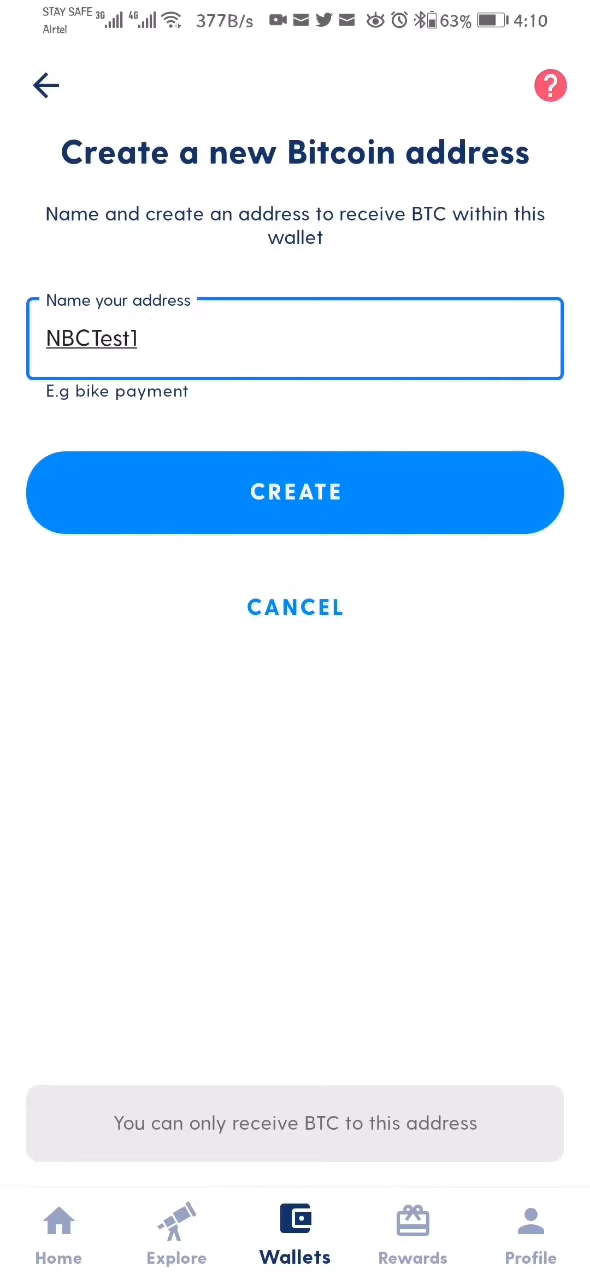 STAY SAFE 3G 4G 377B/s 63% 4:10
Airtel
?
Create a new Bitcoin address
Name and create an address to receive BTC within this
wallet
Name your address
NBCTest1
E.g bike payment
CREATE
CANCEL
You can only receive BTC to this address
Home Explore Wallets Rewards Profile